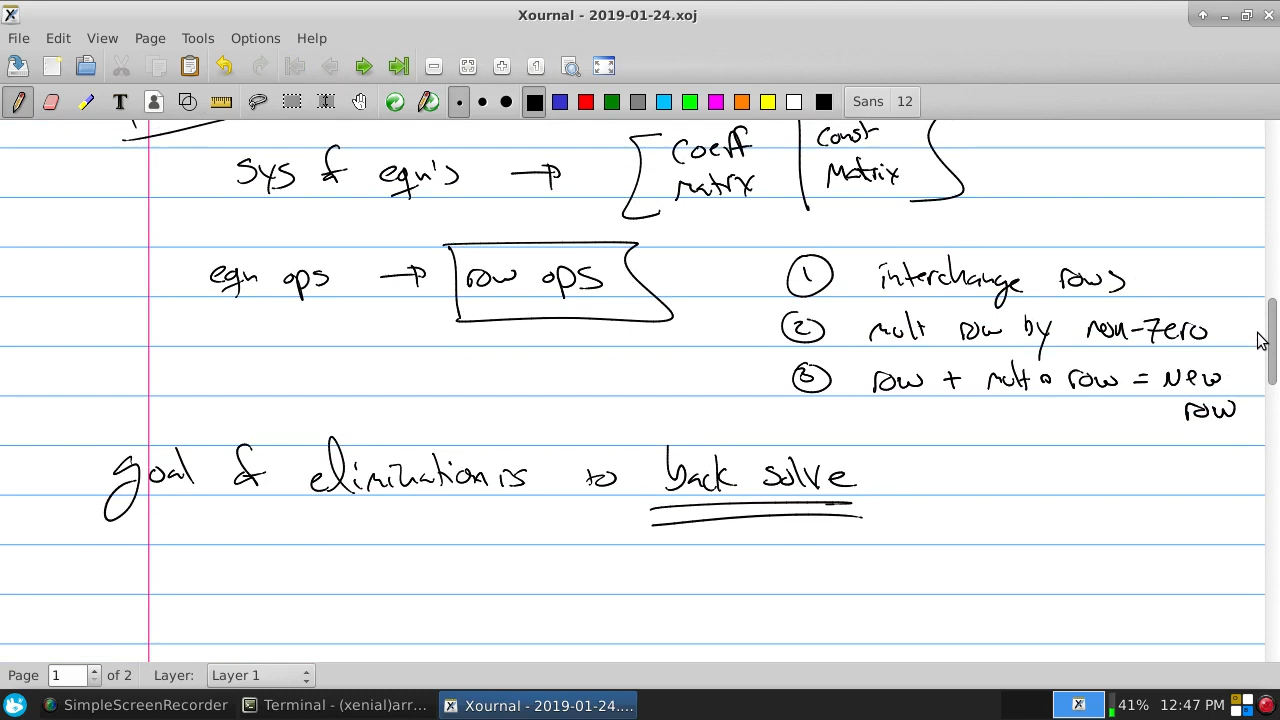 Xournal - 2019-01-24.xoj
File Edit View Page Tools Options Help
Sans 12
sys of eqn's → [ coeff matrix | const matrix ]
eqn ops → row ops
① interchange rows
② mult row by non-zero
③ row + mult o row = new row
goal of elimination is to back solve
Page 1 of 2 Layer: Layer 1
SimpleScreenRecorder Terminal - (xenial)arr... Xournal - 2019-01-24.... 41% 12:47 PM